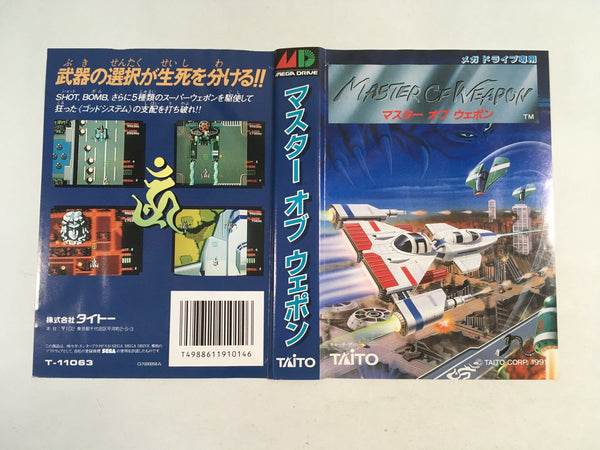 ぶき せんたく せいし わ
武器の選択が生死を分ける!!
SHOT, BOMB, さらに5種類のスーパーウェポンを駆使して
狂った〈ゴッドシステム〉の支配を打ち破れ!!
株式会社タイトー
T4988611910146
T-11063
MEGA DRIVE
マスター オブ ウェポン
TAITO
メガ ドライブ専用
MASTER OF WEAPON
マスター オブ ウェポン
TM
TAITO
© TAITO CORP. 1991